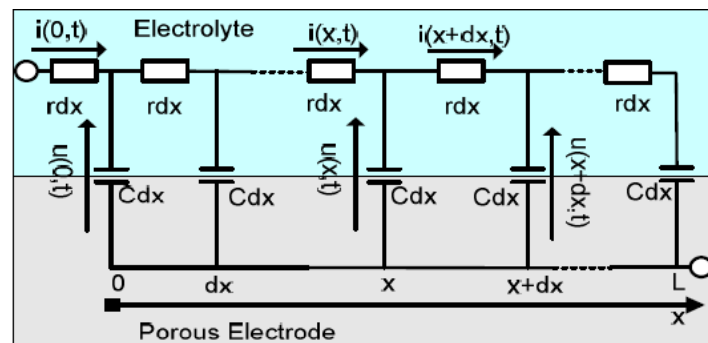 i(0,t) Electrolyte i(x,t) i(x+dx,t)
rdx rdx rdx rdx rdx
u(0,t) u(x,t) u(x+dx,t)
Cdx Cdx Cdx Cdx Cdx
0 dx x x+dx L
x
Porous Electrode